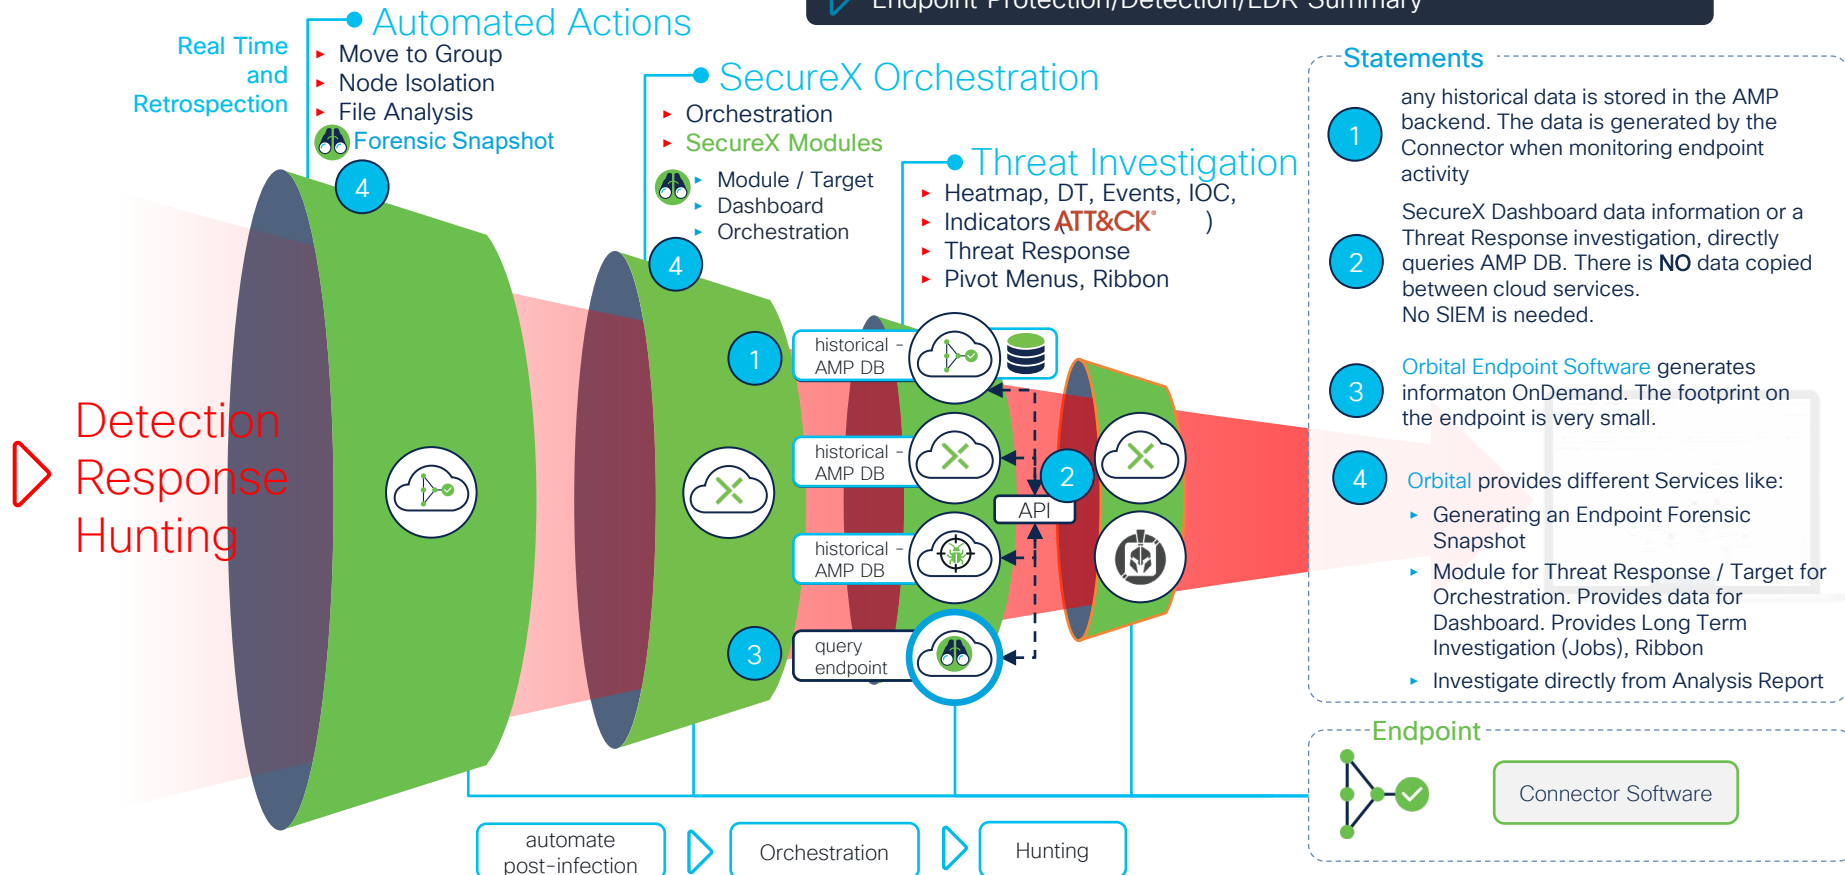 Endpoint Protection/Detection/EDR Summary
Automated Actions
Real Time
and
Retrospection
Move to Group
Node Isolation
File Analysis
Forensic Snapshot
4
SecureX Orchestration
Orchestration
SecureX Modules
Module / Target
Dashboard
Orchestration
4
Threat Investigation
Heatmap, DT, Events, IOC,
Indicators (ATT&CK® )
Threat Response
Pivot Menus, Ribbon
Detection
Response
Hunting
1
historical -
AMP DB
historical -
AMP DB
2
API
historical -
AMP DB
3
query
endpoint
Statements
1
any historical data is stored in the AMP
backend. The data is generated by the
Connector when monitoring endpoint
activity
2
SecureX Dashboard data information or a
Threat Response investigation, directly
queries AMP DB. There is NO data copied
between cloud services.
No SIEM is needed.
3
Orbital Endpoint Software generates
informaton OnDemand. The footprint on
the endpoint is very small.
4
Orbital provides different Services like:
Generating an Endpoint Forensic
Snapshot
Module for Threat Response / Target for
Orchestration. Provides data for
Dashboard. Provides Long Term
Investigation (Jobs), Ribbon
Investigate directly from Analysis Report
Endpoint
Connector Software
automate
post-infection
Orchestration
Hunting